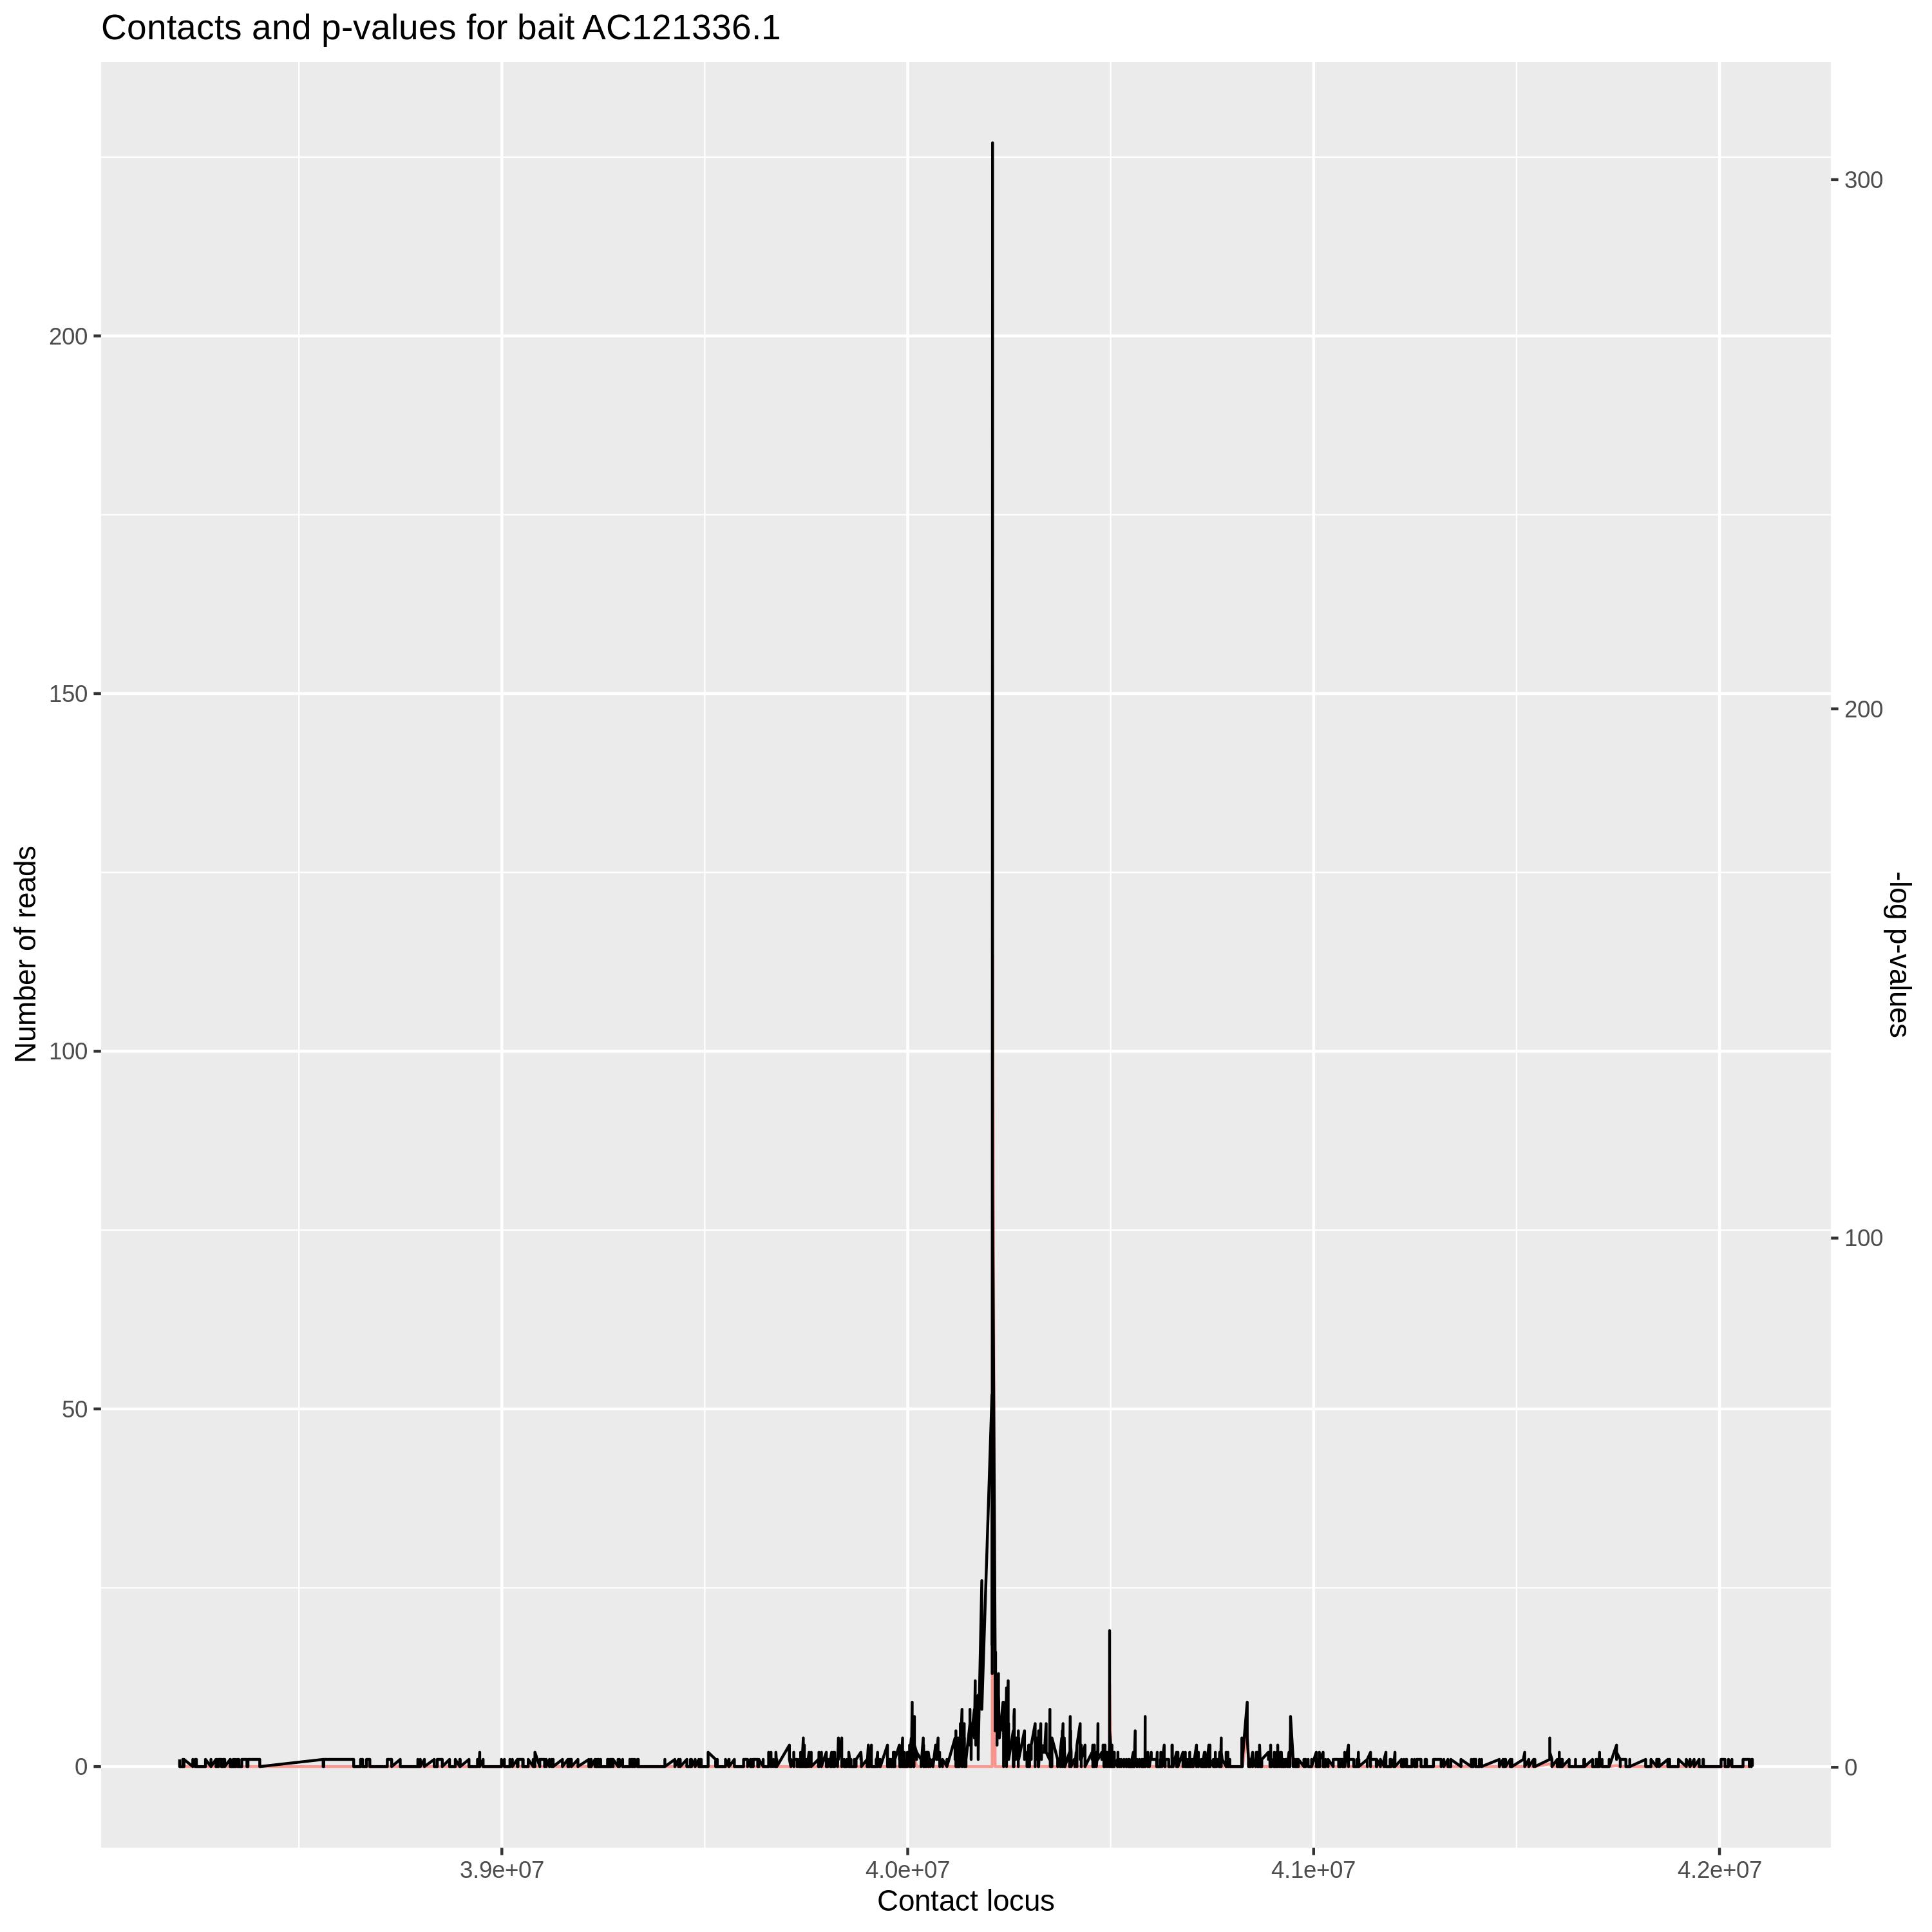 Contacts and p-values for bait AC121336.1
Number of reads
200
150
100
50
0
300
200
100
0
-log p-values
3.9e+07
4.0e+07
4.1e+07
4.2e+07
Contact locus